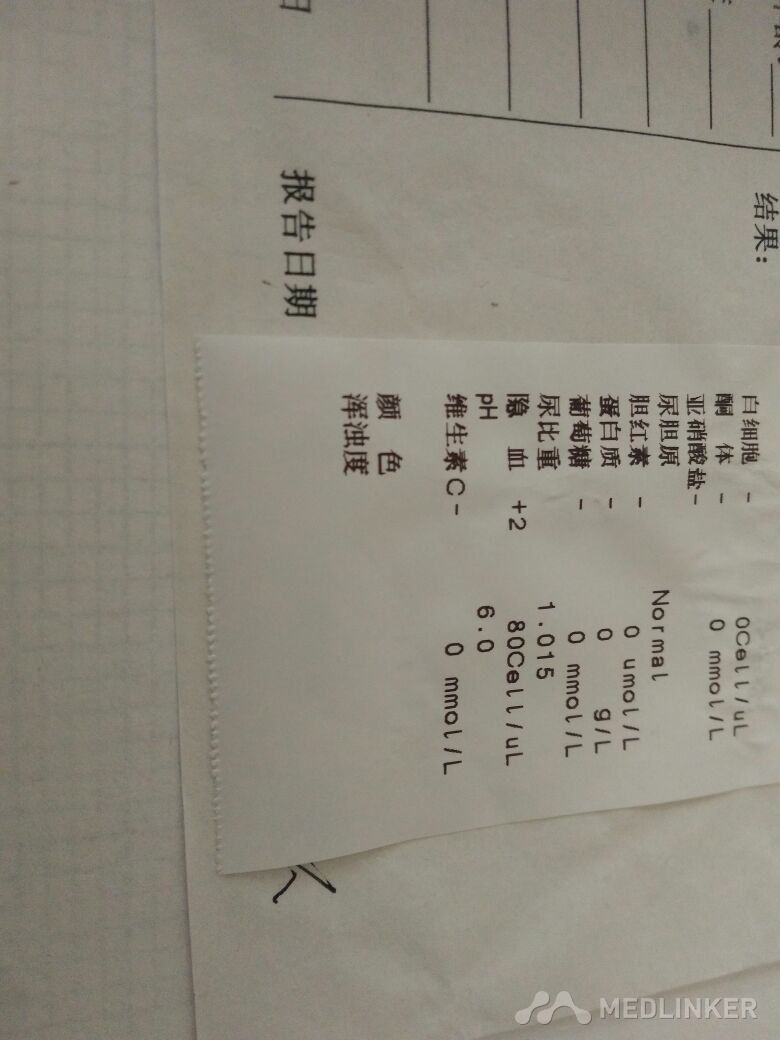 结果：
白细胞 - 0Cell/uL
酮 体 - 0 mmol/L
亚硝酸盐-
尿胆原 Normal
胆红素 - 0 umol/L
蛋白质 - 0 g/L
葡萄糖 - 0 mmol/L
尿比重 1.015
隐 血 +2 80Cell/uL
pH 6.0
维生素C- 0 mmol/L
颜 色
浑浊度
日
报告日期
MEDLINKER